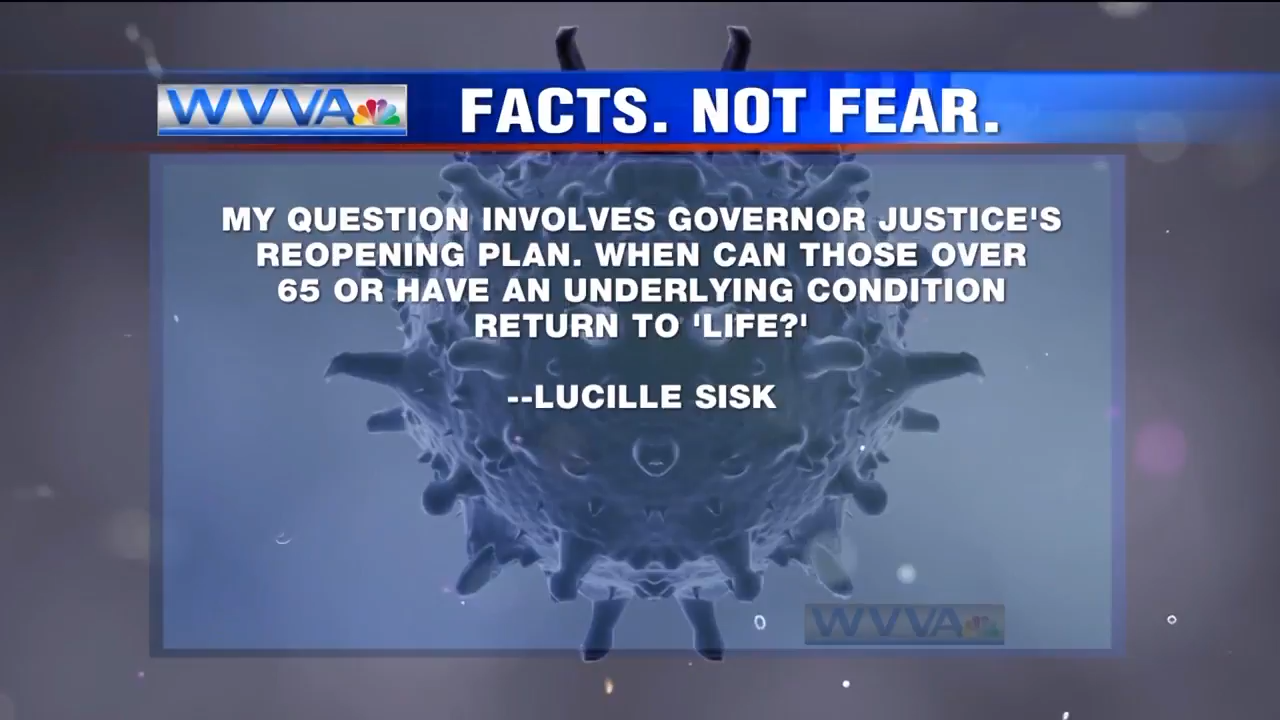 WVVA FACTS. NOT FEAR.
MY QUESTION INVOLVES GOVERNOR JUSTICE'S
REOPENING PLAN. WHEN CAN THOSE OVER
65 OR HAVE AN UNDERLYING CONDITION
RETURN TO 'LIFE?'
--LUCILLE SISK
WVVA